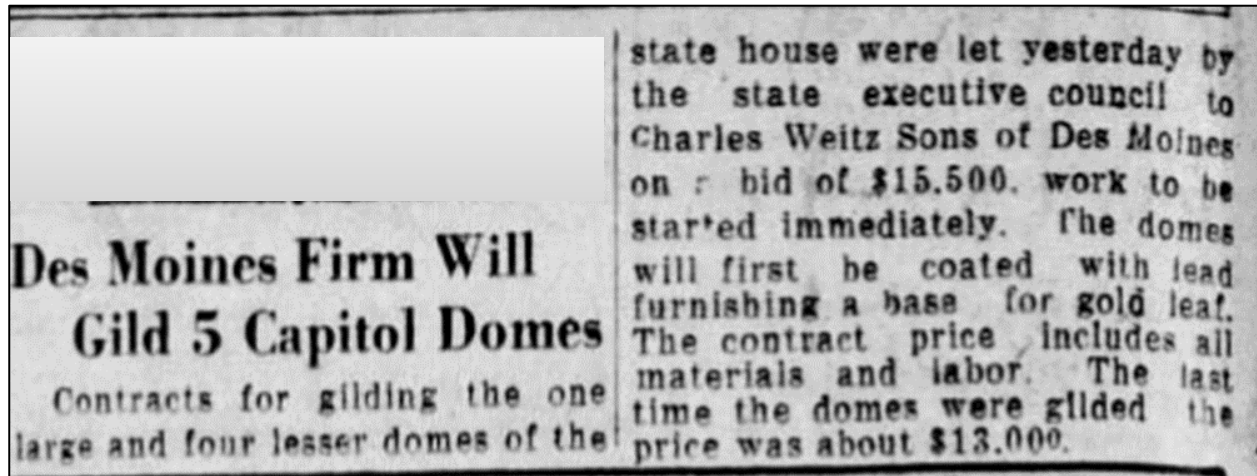 Des Moines Firm Will
Gild 5 Capitol Domes
Contracts for gilding the one
large and four lesser domes of the
state house were let yesterday by
the state executive council to
Charles Weitz Sons of Des Moines
on bid of $15.500. work to be
started immediately. The domes
will first be coated with lead
furnishing a base for gold leaf.
The contract price includes all
materials and labor. The last
time the domes were gilded the
price was about $13.000.